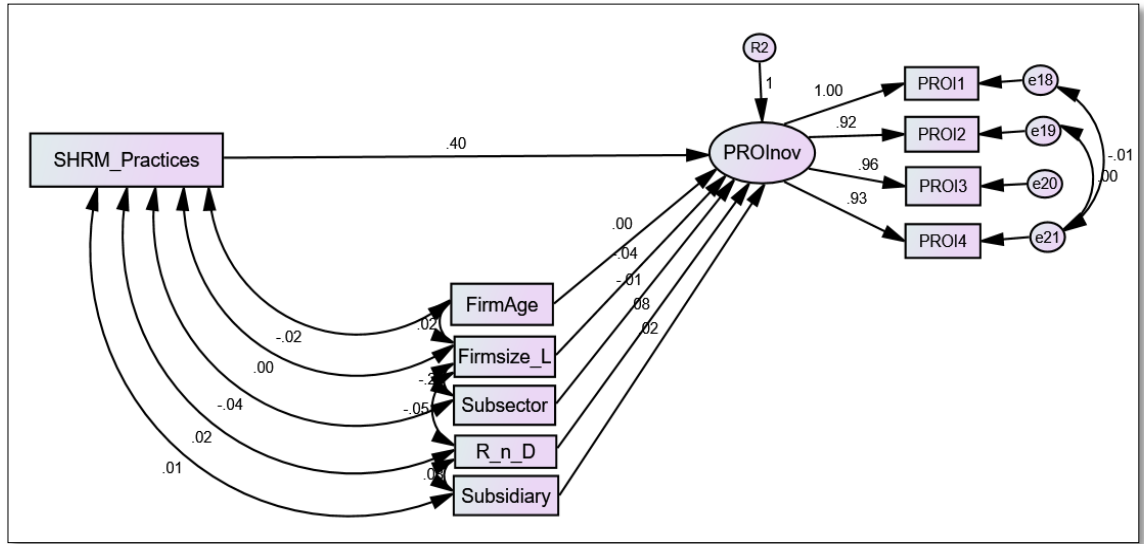 R2
1
1.00
PROI1
e18
SHRM_Practices
.40
PROInov
.92
PROI2
e19
-.01
.00
.96
PROI3
e20
.93
PROI4
e21
.00
-.04
-.01
.08
.02
FirmAge
-.02
.02
Firmsize_L
.00
Subsector
-.04
-.05
R_n_D
.02
Subsidiary
.01